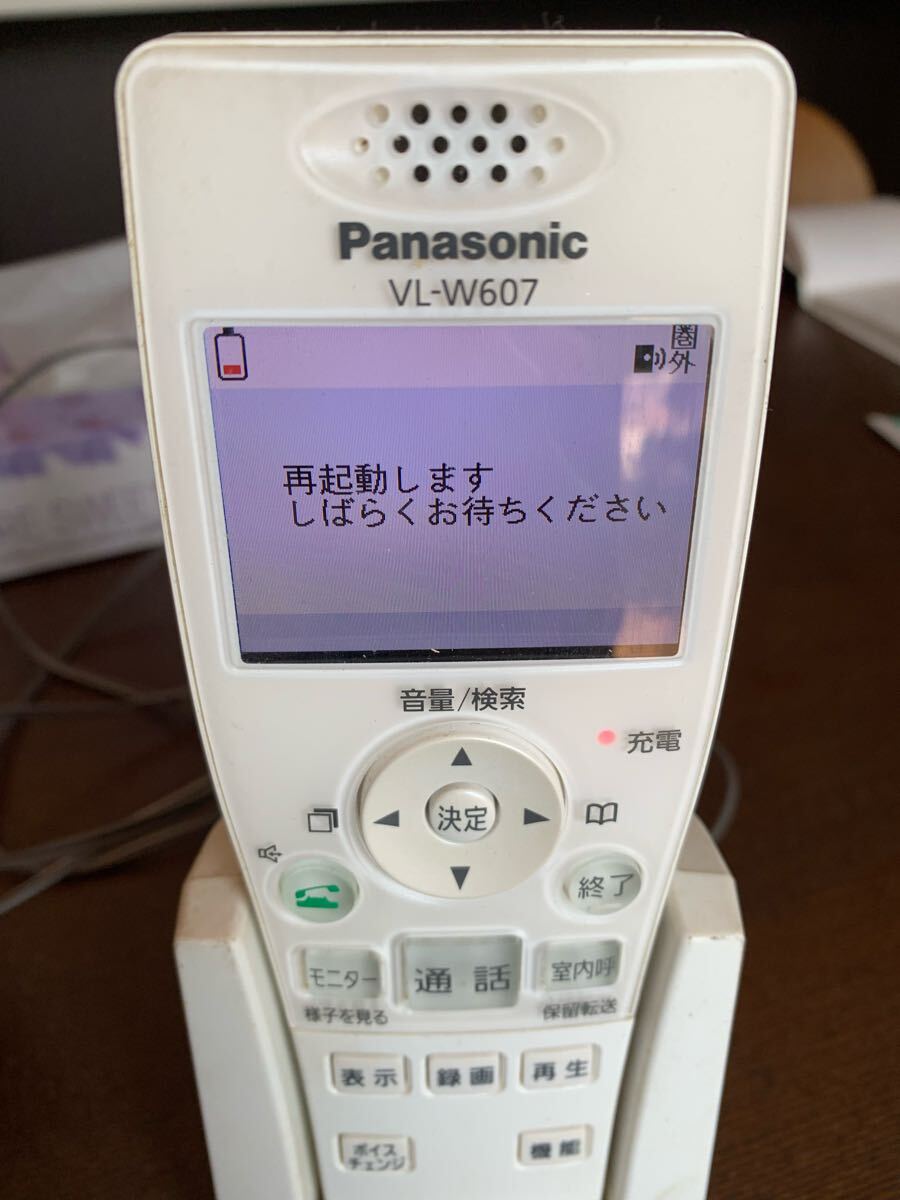 Panasonic
VL-W607
圏外
再起動します
しばらくお待ちください
音量/検索
充電
決定
終了
モニター
通話
室内呼
様子を見る
保留転送
表示
録画
再生
ボイス
チェンジ
機能